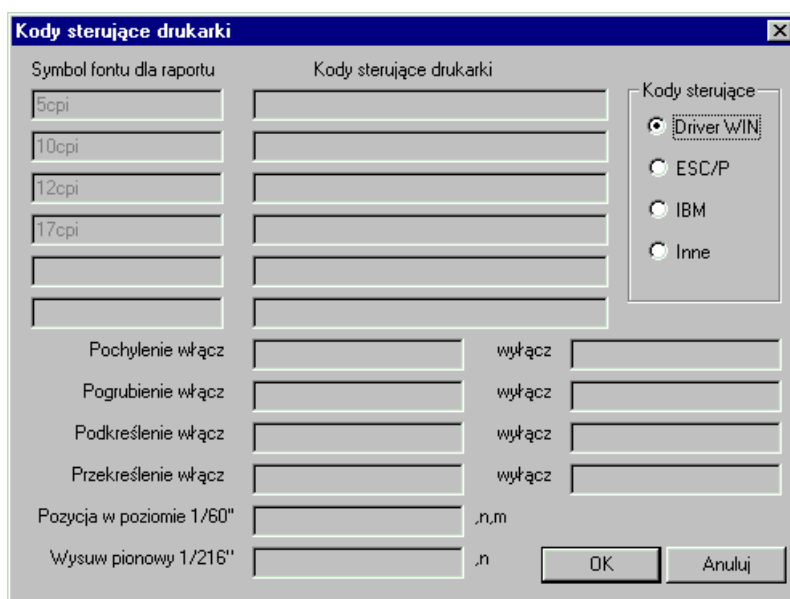 Kody sterujące drukarki
Symbol fontu dla raportu
Kody sterujące drukarki
5cpi
10cpi
12cpi
17cpi
Kody sterujące
Driver WIN
ESC/P
IBM
Inne
Pochylenie włącz
wyłącz
Pogrubienie włącz
wyłącz
Podkreślenie włącz
wyłącz
Przekreślenie włącz
wyłącz
Pozycja w poziomie 1/60"
,n,m
Wysuw pionowy 1/216"
,n
OK
Anuluj